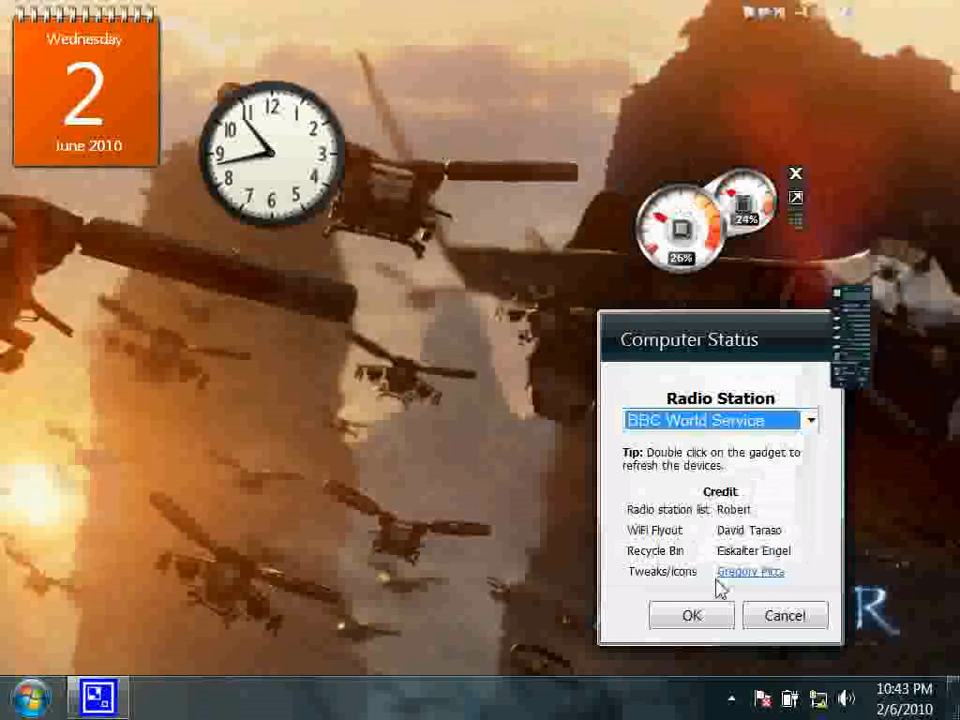 Wednesday
2
June 2010
12
11 1
10 2
9 3
8 4
7 5
6
24%
26%
Computer Status
Radio Station
BBC World Service
Tip: Double click on the gadget to
refresh the devices.
Credit
Radio station list Robert
WiFi Flyout David Taraso
Recycle Bin Eiskalter Engel
Tweaks/Icons Gregory Pizza
OK Cancel
R
10:43 PM
2/6/2010